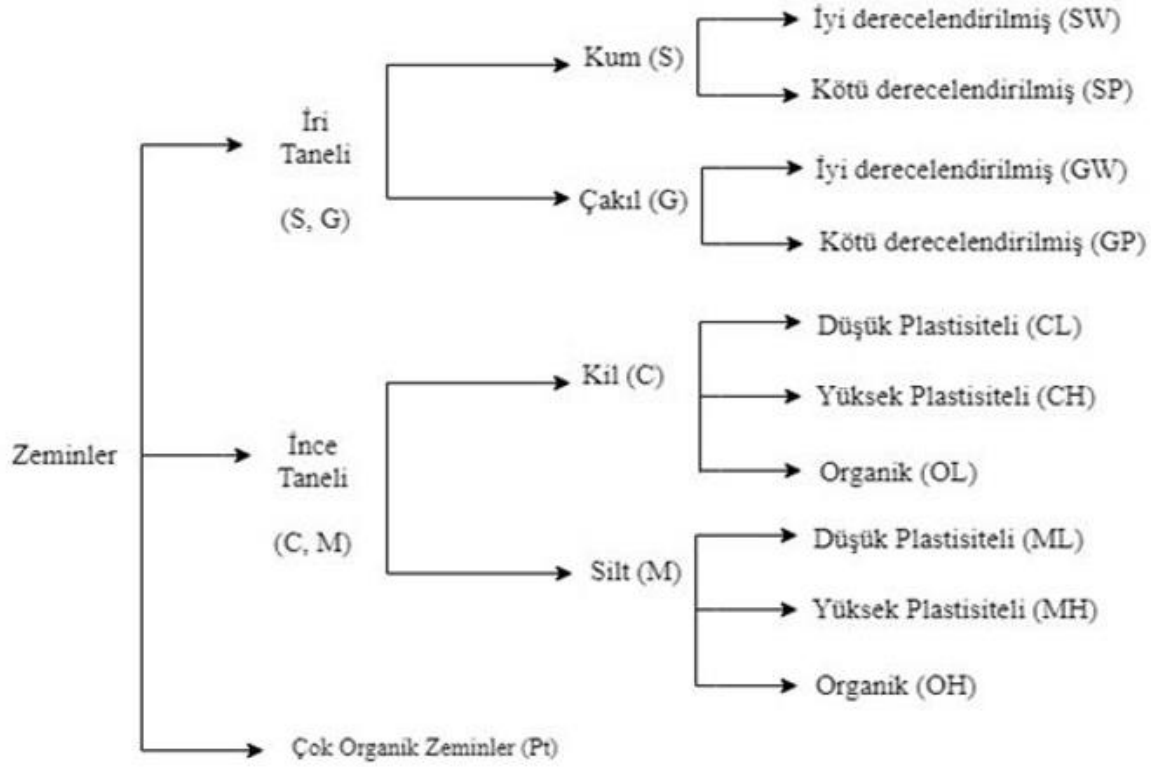 Zeminler
İri
Taneli
(S, G)
Kum (S)
İyi derecelendirilmiş (SW)
Kötü derecelendirilmiş (SP)
Çakıl (G)
İyi derecelendirilmiş (GW)
Kötü derecelendirilmiş (GP)
İnce
Taneli
(C, M)
Kil (C)
Düşük Plastisiteli (CL)
Yüksek Plastisiteli (CH)
Organik (OL)
Silt (M)
Düşük Plastisiteli (ML)
Yüksek Plastisiteli (MH)
Organik (OH)
Çok Organik Zeminler (Pt)